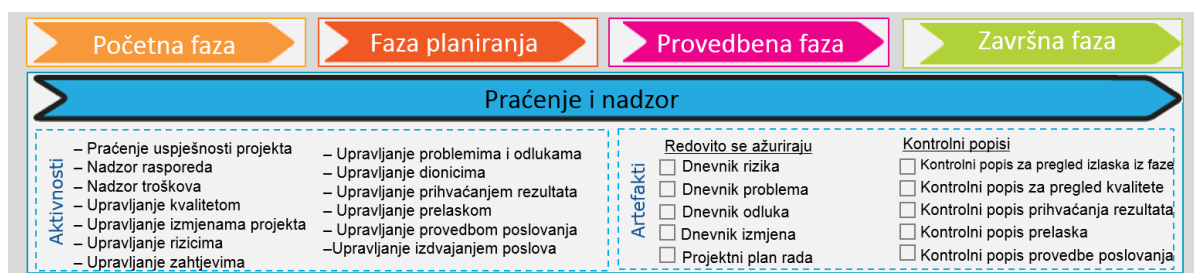 Početna faza
Faza planiranja
Provedbena faza
Završna faza
Praćenje i nadzor
Aktivnosti
– Praćenje uspješnosti projekta
– Nadzor rasporeda
– Nadzor troškova
– Upravljanje kvalitetom
– Upravljanje izmjenama projekta
– Upravljanje rizicima
– Upravljanje zahtjevima
– Upravljanje problemima i odlukama
– Upravljanje dionicima
– Upravljanje prihvaćanjem rezultata
– Upravljanje prelaskom
– Upravljanje provedbom poslovanja
–Upravljanje izdvajanjem poslova
Artefakti
Redovito se ažuriraju
Dnevnik rizika
Dnevnik problema
Dnevnik odluka
Dnevnik izmjena
Projektni plan rada
Kontrolni popisi
Kontrolni popis za pregled izlaska iz faze
Kontrolni popis za pregled kvalitete
Kontrolni popis prihvaćanja rezultata
Kontrolni popis prelaska
Kontrolni popis provedbe poslovanja